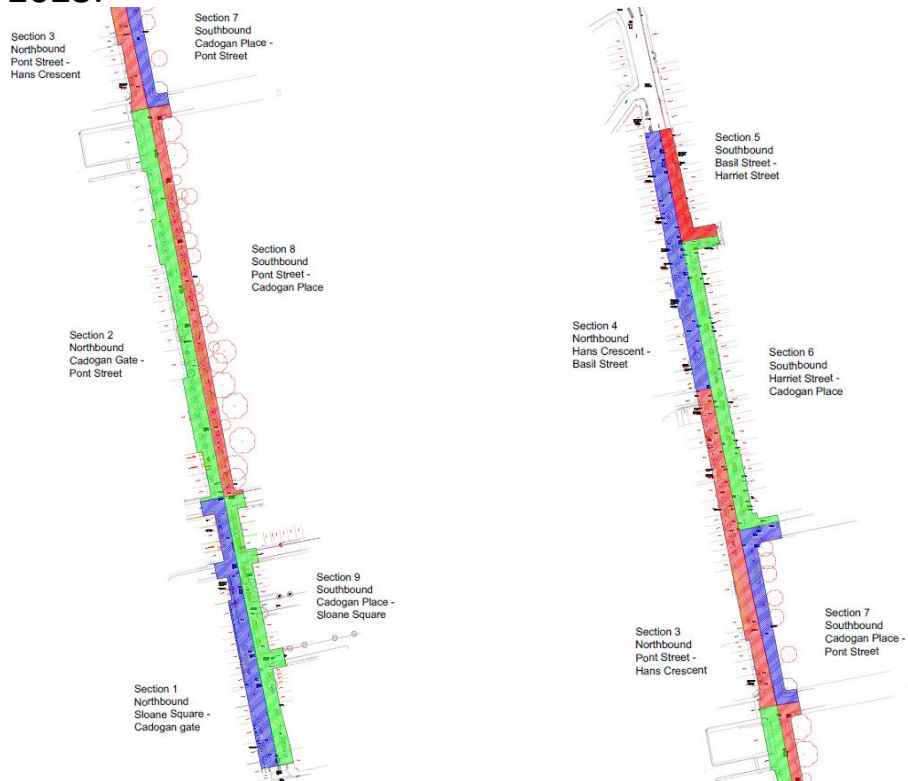 Section 3
Northbound
Pont Street -
Hans Crescent
Section 7
Southbound
Cadogan Place -
Pont Street
Section 8
Southbound
Pont Street -
Cadogan Place
Section 2
Northbound
Cadogan Gate -
Pont Street
Section 9
Southbound
Cadogan Place -
Sloane Square
Section 1
Northbound
Sloane Square -
Cadogan gate
Section 5
Southbound
Basil Street -
Harriet Street
Section 4
Northbound
Hans Crescent -
Basil Street
Section 6
Southbound
Harriet Street -
Cadogan Place
Section 3
Northbound
Pont Street -
Hans Crescent
Section 7
Southbound
Cadogan Place -
Pont Street